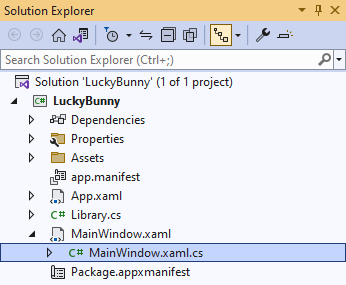 Solution Explorer
Search Solution Explorer (Ctrl+;)
Solution 'LuckyBunny' (1 of 1 project)
C# LuckyBunny
Dependencies
Properties
Assets
app.manifest
App.xaml
C# Library.cs
MainWindow.xaml
C# MainWindow.xaml.cs
Package.appxmanifest